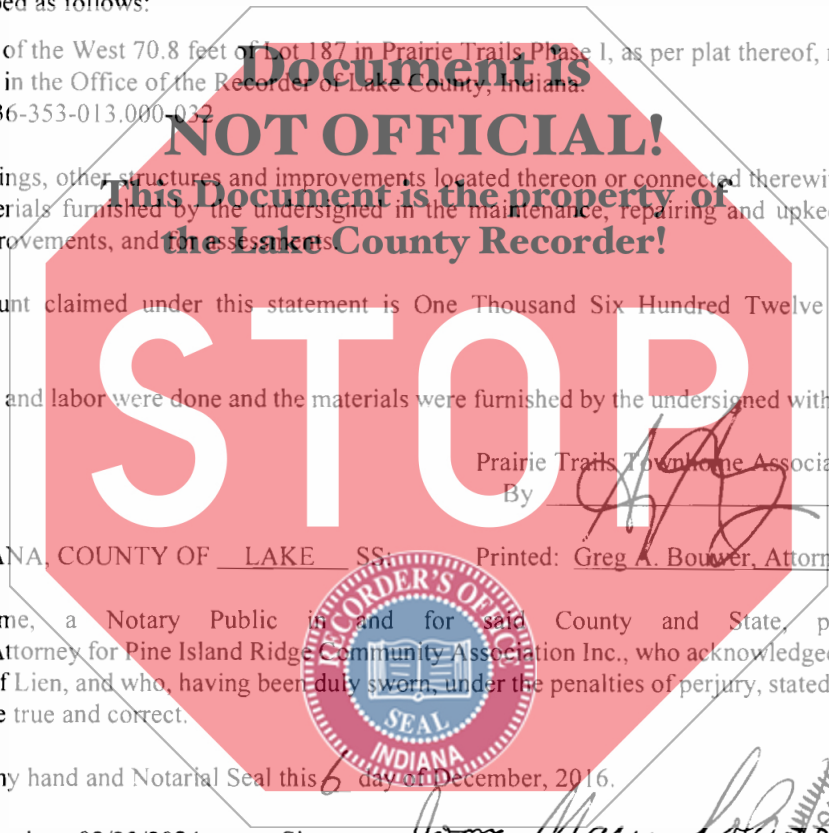 ped as follows:
of the West 70.8 feet of Lot 187 in Prairie Trails Phase I, as per plat thereof,
in the Office of the Recorder of Lake County, Indiana.
36-353-013.000-032
Document is
NOT OFFICIAL!
This Document is the property of
the Lake County Recorder!
ings, other structures and improvements located thereon or connected therewi
erials furnished by the undersigned in the maintenance, repairing and upkee
rovements, and for assessments.
unt claimed under this statement is One Thousand Six Hundred Twelve
STOP
and labor were done and the materials were furnished by the undersigned with
Prairie Trails Townhome Associa
By
ANA, COUNTY OF LAKE SS: Printed: Greg A. Bouwer, Attorn
me, a Notary Public in and for said County and State, p
Attorney for Pine Island Ridge Community Association Inc., who acknowledged
f Lien, and who, having been duly sworn, under the penalties of perjury, stated
e true and correct.
RECORDER'S OFFICE
SEAL
INDIANA
ny hand and Notarial Seal this 6 day of December, 2016.